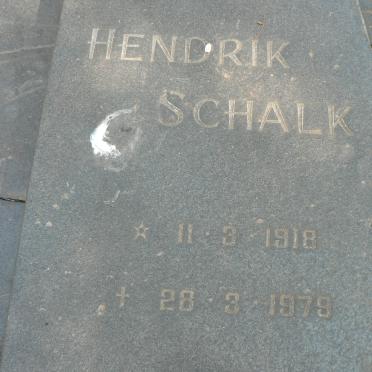 HENDRIK
SCHALK
☆ 11·3·1918
† 28·3·1979